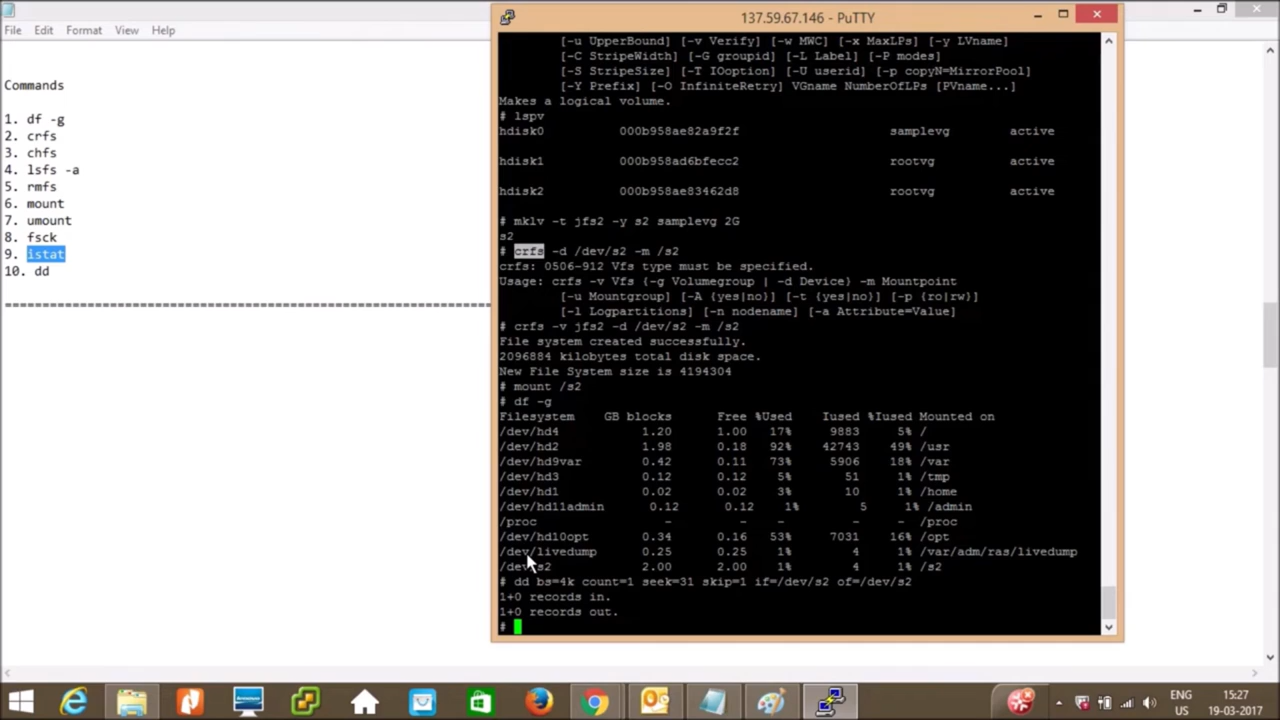 137.59.67.146 - PuTTY
File Edit Format View Help
Commands
1. df -g
2. crfs
3. chfs
4. lsfs -a
5. rmfs
6. mount
7. umount
8. fsck
9. istat
10. dd
================================================================
[-u UpperBound] [-v Verify] [-w MWC] [-x MaxLPs] [-y LVname]
[-C StripeWidth] [-G groupid] [-L Label] [-P modes]
[-S StripeSize] [-T IOoption] [-U userid] [-p copyN=MirrorPool]
[-Y Prefix] [-O InfiniteRetry] VGname NumberOfLPs [PVname...]
Makes a logical volume.
# lspv
hdisk0 000b958ae82a9f2f samplevg active
hdisk1 000b958ad6bfecc2 rootvg active
hdisk2 000b958ae83462d8 rootvg active
# mklv -t jfs2 -y s2 samplevg 2G
s2
# crfs -d /dev/s2 -m /s2
crfs: 0506-912 Vfs type must be specified.
Usage: crfs -v Vfs {-g Volumegroup | -d Device} -m Mountpoint
[-u Mountgroup] [-A {yes|no}] [-t {yes|no}] [-p {ro|rw}]
[-l Logpartitions] [-n nodename] [-a Attribute=Value]
# crfs -v jfs2 -d /dev/s2 -m /s2
File system created successfully.
2096884 kilobytes total disk space.
New File System size is 4194304
# mount /s2
# df -g
Filesystem GB blocks Free %Used Iused %Iused Mounted on
/dev/hd4 1.20 1.00 17% 9883 5% /
/dev/hd2 1.98 0.18 92% 42743 49% /usr
/dev/hd9var 0.42 0.11 73% 5906 18% /var
/dev/hd3 0.12 0.12 5% 51 1% /tmp
/dev/hd1 0.02 0.02 3% 10 1% /home
/dev/hd11admin 0.12 0.12 1% 5 1% /admin
/proc - - - - - /proc
/dev/hd10opt 0.34 0.16 53% 7031 16% /opt
/dev/livedump 0.25 0.25 1% 4 1% /var/adm/ras/livedump
/dev/s2 2.00 2.00 1% 4 1% /s2
# dd bs=4k count=1 seek=31 skip=1 if=/dev/s2 of=/dev/s2
1+0 records in.
1+0 records out.
#
ENG 15:27
US 19-03-2017